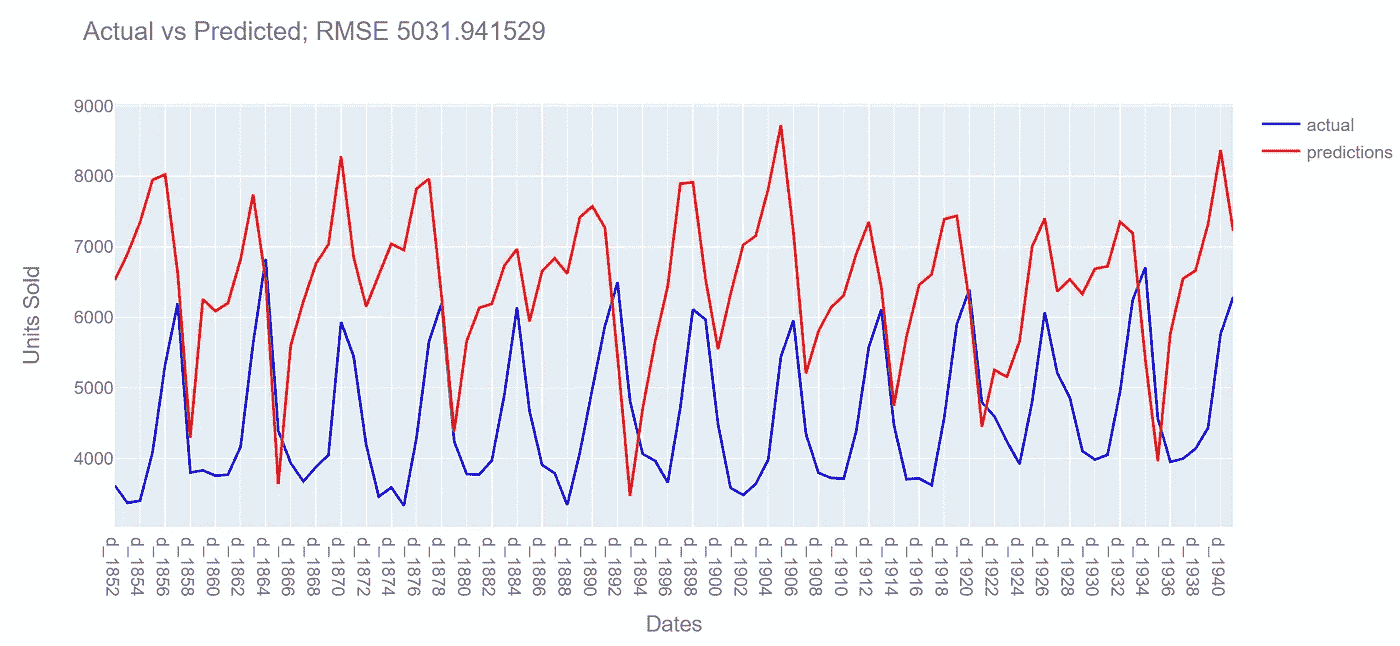 Actual vs Predicted; RMSE 5031.941529
9000
8000
7000
6000
5000
4000
Units Sold
actual
predictions
d_1852
d_1854
d_1856
d_1858
d_1860
d_1862
d_1864
d_1866
d_1868
d_1870
d_1872
d_1874
d_1876
d_1878
d_1880
d_1882
d_1884
d_1886
d_1888
d_1890
d_1892
d_1894
d_1896
d_1898
d_1900
d_1902
d_1904
d_1906
d_1908
d_1910
d_1912
d_1914
d_1916
d_1918
d_1920
d_1922
d_1924
d_1926
d_1928
d_1930
d_1932
d_1934
d_1936
d_1938
d_1940
Dates